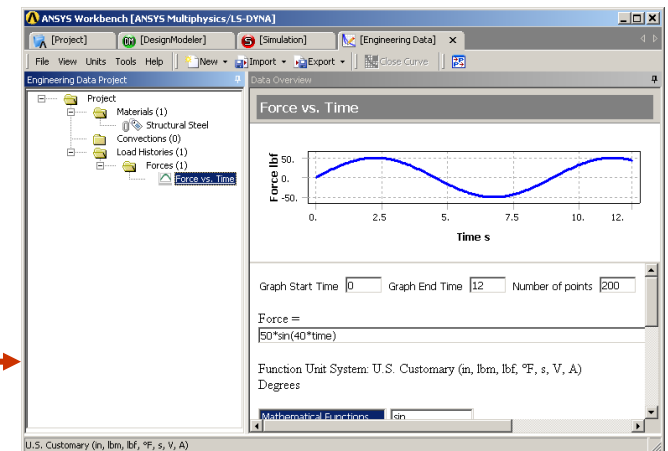 ANSYS Workbench [ANSYS Multiphysics/LS-DYNA]
[Project] [DesignModeler] [Simulation] [Engineering Data] ×
File View Units Tools Help New Import Export Close Curve
Engineering Data Project
Data Overview
Project
Materials (1)
Structural Steel
Convections (0)
Load Histories (1)
Forces (1)
Force vs. Time
Force vs. Time
Force lbf
50.
0.
-50.
0. 2.5 5. 7.5 10. 12.
Time s
Graph Start Time 0 Graph End Time 12 Number of points 200
Force =
50*sin(40*time)
Function Unit System: U.S. Customary (in, lbm, lbf, °F, s, V, A)
Degrees
Mathematical Functions sin
U.S. Customary (in, lbm, lbf, °F, s, V, A)